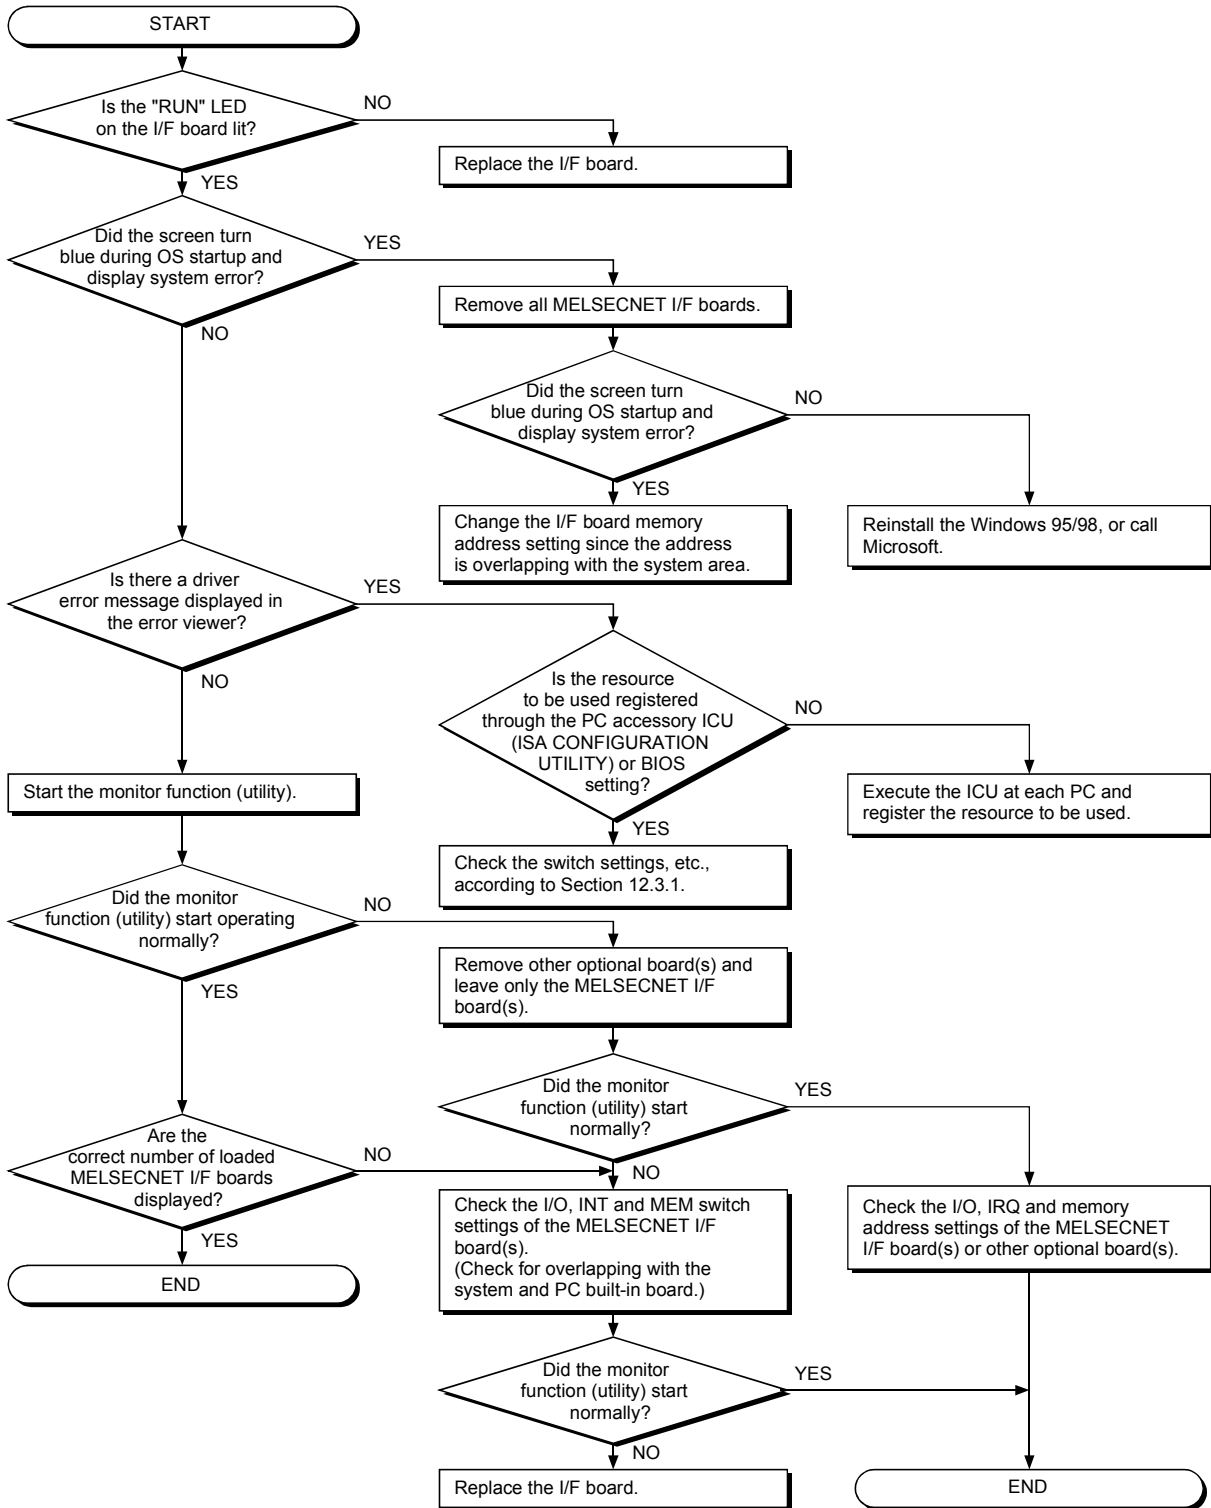 START
Is the "RUN" LED
on the I/F board lit?
NO
Replace the I/F board.
YES
Did the screen turn
blue during OS startup and
display system error?
YES
Remove all MELSECNET I/F boards.
NO
Did the screen turn
blue during OS startup and
display system error?
NO
YES
Change the I/F board memory
address setting since the address
is overlapping with the system area.
Reinstall the Windows 95/98, or call
Microsoft.
Is there a driver
error message displayed in
the error viewer?
YES
NO
Is the resource
to be used registered
through the PC accessory ICU
(ISA CONFIGURATION
UTILITY) or BIOS
setting?
NO
YES
Start the monitor function (utility).
Execute the ICU at each PC and
register the resource to be used.
Check the switch settings, etc.,
according to Section 12.3.1.
Did the monitor
function (utility) start operating
normally?
NO
YES
Remove other optional board(s) and
leave only the MELSECNET I/F
board(s).
Did the monitor
function (utility) start
normally?
YES
NO
Are the
correct number of loaded
MELSECNET I/F boards
displayed?
NO
YES
END
Check the I/O, INT and MEM switch
settings of the MELSECNET I/F
board(s).
(Check for overlapping with the
system and PC built-in board.)
Check the I/O, IRQ and memory
address settings of the MELSECNET
I/F board(s) or other optional board(s).
Did the monitor
function (utility) start
normally?
YES
NO
Replace the I/F board.
END